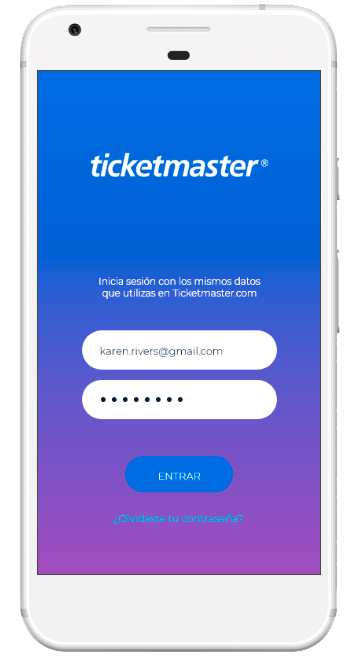 ticketmaster®
Inicia sesión con los mismos datos
que utilizas en Ticketmaster.com
karen.rivers@gmail.com
ENTRAR
¿Olvidaste tu contraseña?